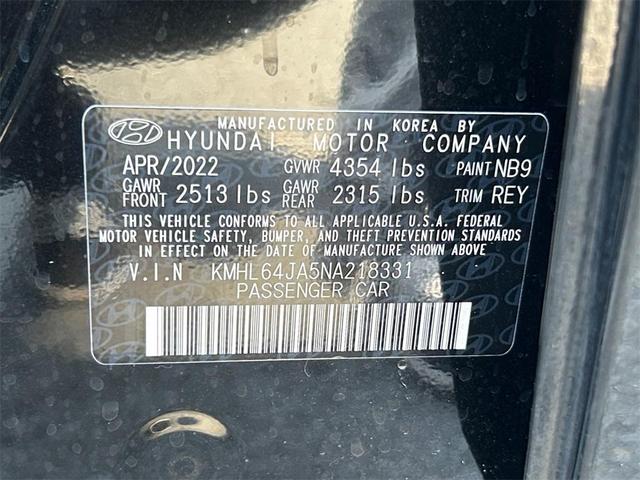 MANUFACTURED IN KOREA BY
HYUNDAI MOTOR COMPANY
APR/2022 GVWR 4354 lbs PAINT NB9
GAWR FRONT 2513 lbs GAWR REAR 2315 lbs TRIM REY
THIS VEHICLE CONFORMS TO ALL APPLICABLE U.S.A. FEDERAL
MOTOR VEHICLE SAFETY, BUMPER, AND THEFT PREVENTION STANDARDS
IN EFFECT ON THE DATE OF MANUFACTURE SHOWN ABOVE
V.I.N KMHL64JA5NA218331
PASSENGER CAR